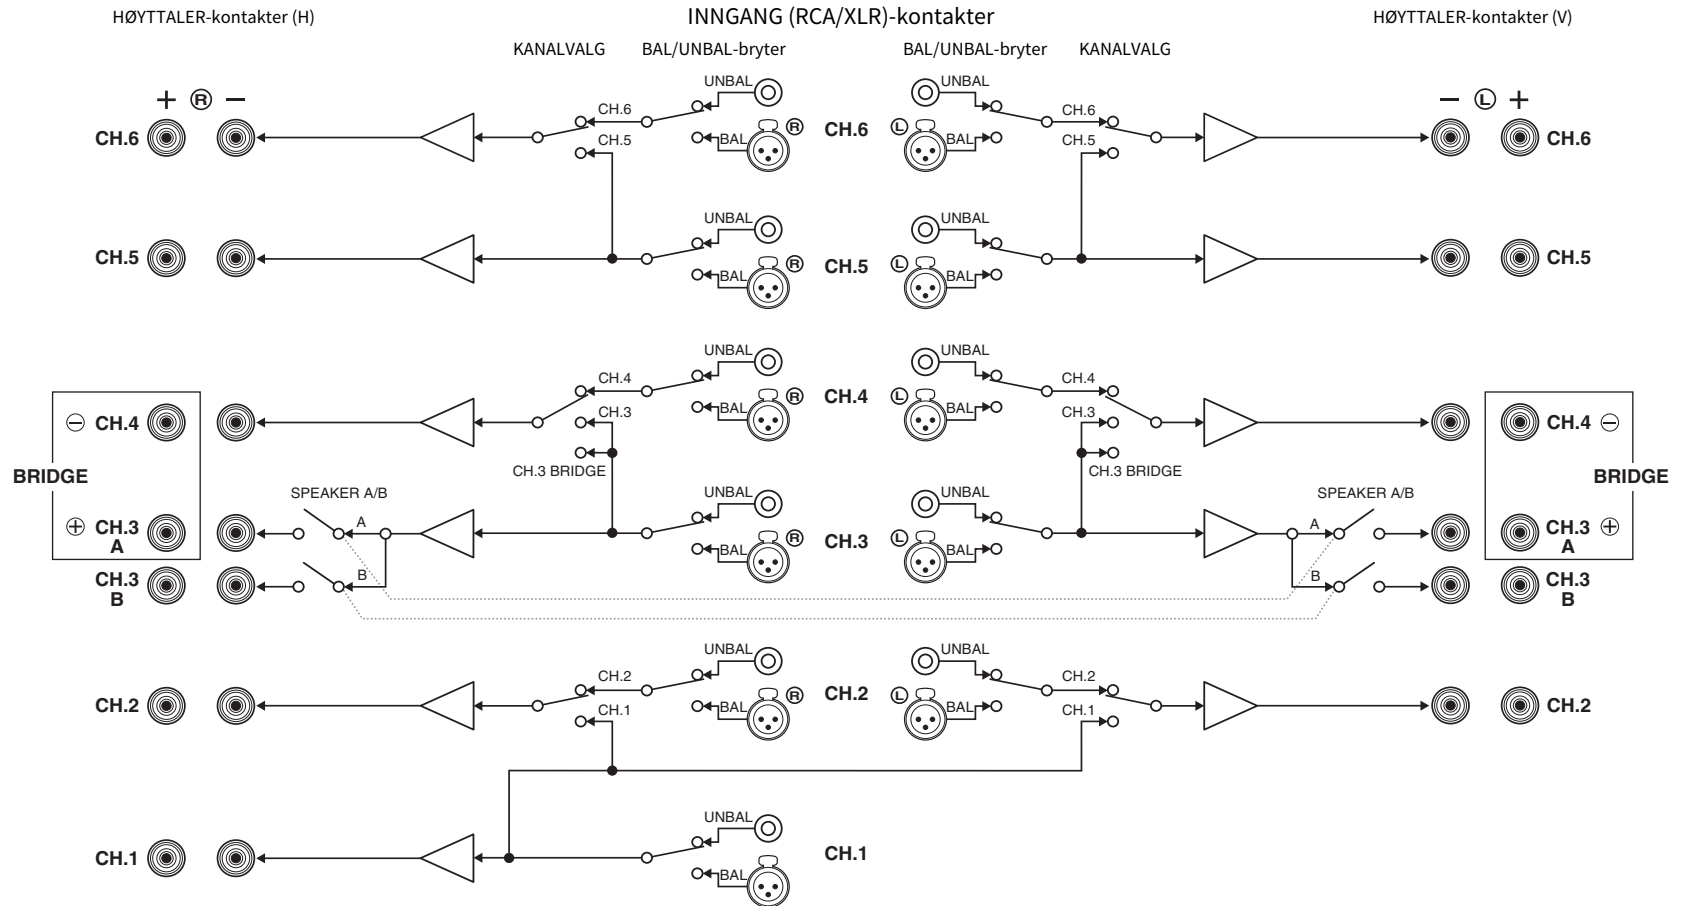 HØYTTALER-kontakter (H) INNGANG (RCA/XLR)-kontakter HØYTTALER-kontakter (V)
KANALVALG BAL/UNBAL-bryter BAL/UNBAL-bryter KANALVALG
UNBAL UNBAL
+ Ⓡ − CH.6 CH.6 − Ⓛ +
CH.6 BAL Ⓡ CH.6 Ⓛ BAL CH.6
CH.5 CH.5
UNBAL UNBAL
CH.5 BAL Ⓡ CH.5 Ⓛ BAL CH.5
UNBAL UNBAL
CH.4 CH.4
⊖ CH.4 CH.3 BAL Ⓡ CH.4 Ⓛ BAL CH.3 CH.4 ⊖
CH.3 BRIDGE CH.3 BRIDGE
BRIDGE BRIDGE
SPEAKER A/B UNBAL UNBAL SPEAKER A/B
⊕ CH.3 A A CH.3 ⊕
A BAL Ⓡ CH.3 Ⓛ BAL A
CH.3 B B CH.3
B B
UNBAL UNBAL
CH.2 CH.2
CH.2 BAL Ⓡ CH.2 Ⓛ BAL CH.2
CH.1 CH.1
UNBAL
CH.1 CH.1
BAL